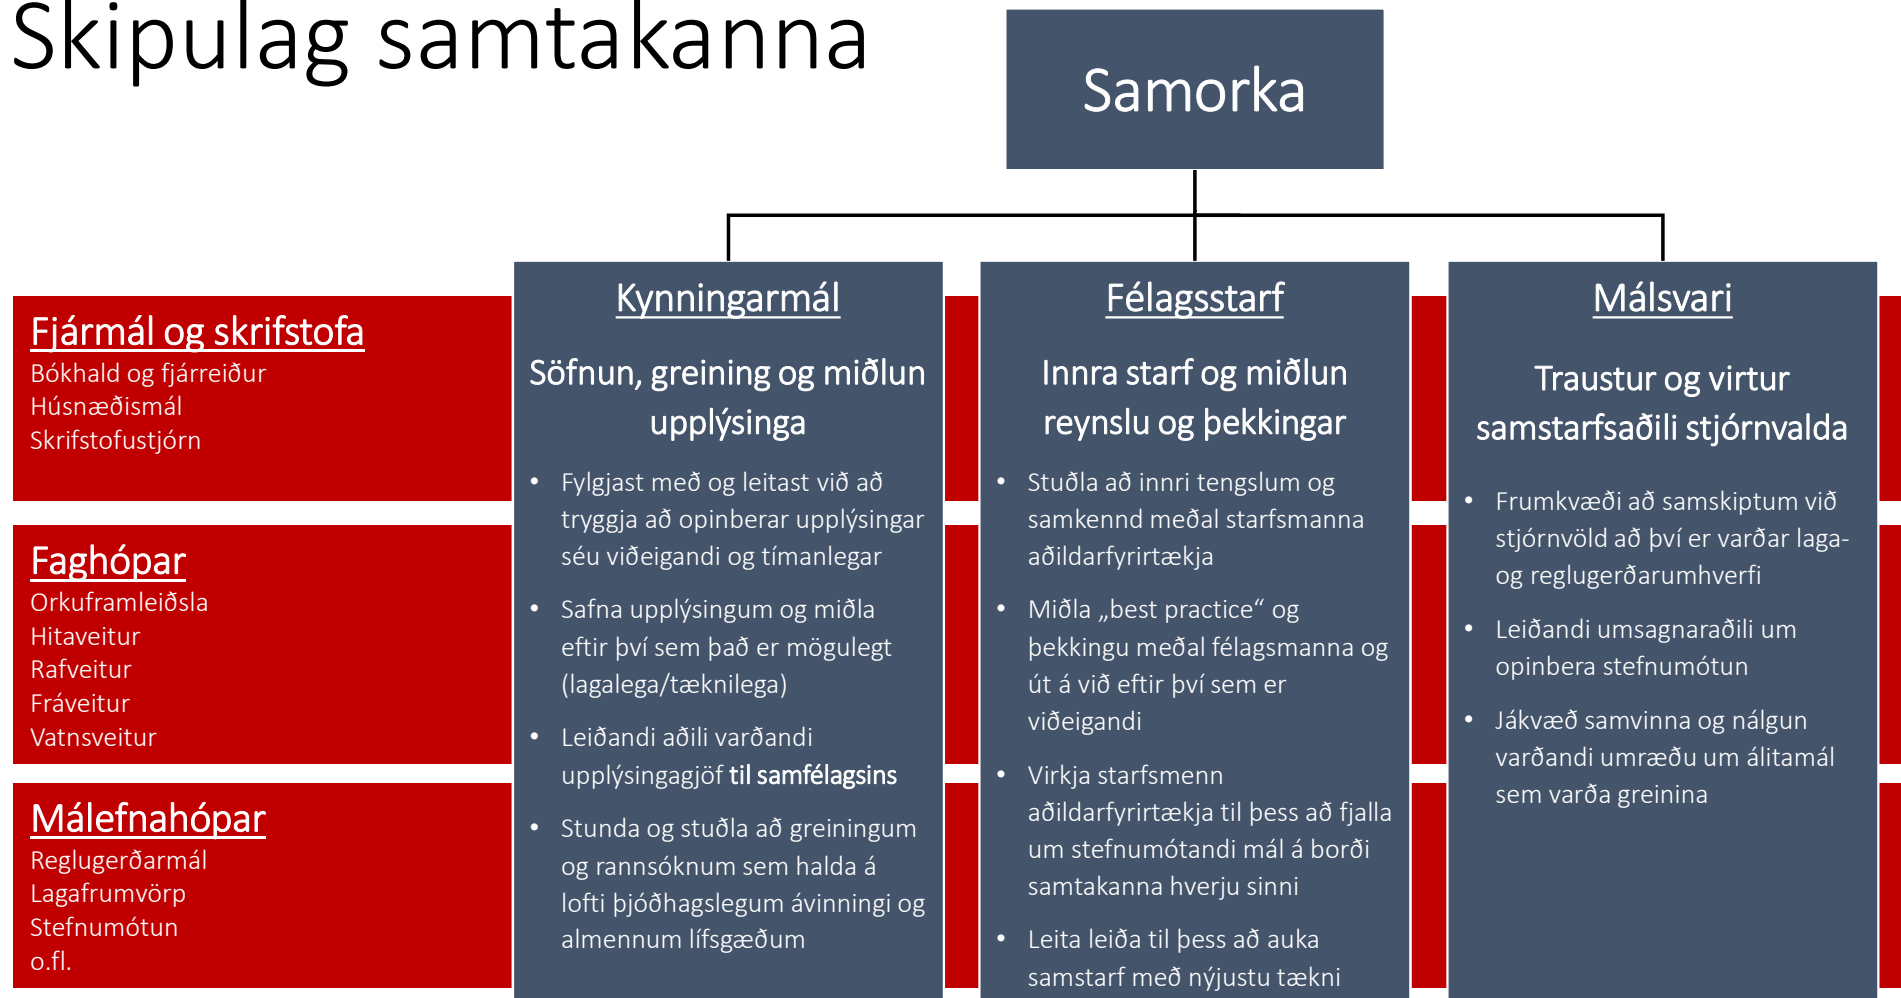 Skipulag samtakanna
Samorka
Fjármál og skrifstofa
Bókhald og fjárreiður
Húsnæðismál
Skrifstofustjórn
Faghópar
Orkuframleiðsla
Hitaveitur
Rafveitur
Fráveitur
Vatnsveitur
Málefnahópar
Reglugerðarmál
Lagafrumvörp
Stefnumótun
o.fl.
Kynningarmál
Söfnun, greining og miðlun
upplýsinga
• Fylgjast með og leitast við að
tryggja að opinberar upplýsingar
séu viðeigandi og tímanlegar
• Safna upplýsingum og miðla
eftir því sem það er mögulegt
(lagalega/tæknilega)
• Leiðandi aðili varðandi
upplýsingagjöf til samfélagsins
• Stunda og stuðla að greiningum
og rannsóknum sem halda á
lofti þjóðhagslegum ávinningi og
almennum lífsgæðum
Félagsstarf
Innra starf og miðlun
reynslu og þekkingar
• Stuðla að innri tengslum og
samkennd meðal starfsmanna
aðildarfyrirtækja
• Miðla „best practice“ og
þekkingu meðal félagsmanna og
út á við eftir því sem er
viðeigandi
• Virkja starfsmenn
aðildarfyrirtækja til þess að fjalla
um stefnumótandi mál á borði
samtakanna hverju sinni
• Leita leiða til þess að auka
samstarf með nýjustu tækni
Málsvari
Traustur og virtur
samstarfsaðili stjórnvalda
• Frumkvæði að samskiptum við
stjórnvöld að því er varðar laga-
og reglugerðarumhverfi
• Leiðandi umsagnaraðili um
opinbera stefnumótun
• Jákvæð samvinna og nálgun
varðandi umræðu um álitamál
sem varða greinina